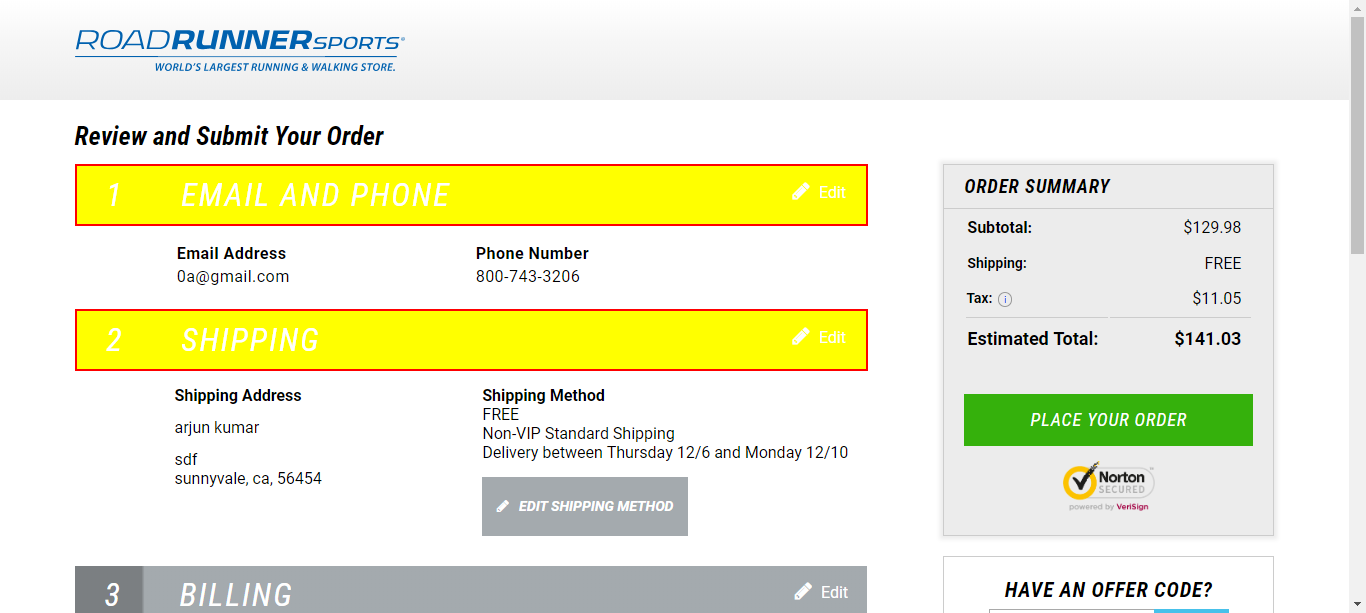 ROADRUNNERSPORTS®
WORLD'S LARGEST RUNNING & WALKING STORE.
Review and Submit Your Order
1 EMAIL AND PHONE Edit
Email Address Phone Number
0a@gmail.com 800-743-3206
2 SHIPPING Edit
Shipping Address
arjun kumar
sdf
sunnyvale, ca, 56454
Shipping Method
FREE
Non-VIP Standard Shipping
Delivery between Thursday 12/6 and Monday 12/10
EDIT SHIPPING METHOD
3 BILLING Edit
ORDER SUMMARY
Subtotal: $129.98
Shipping: FREE
Tax: i $11.05
Estimated Total: $141.03
PLACE YOUR ORDER
Norton
SECURED
powered by VeriSign
HAVE AN OFFER CODE?